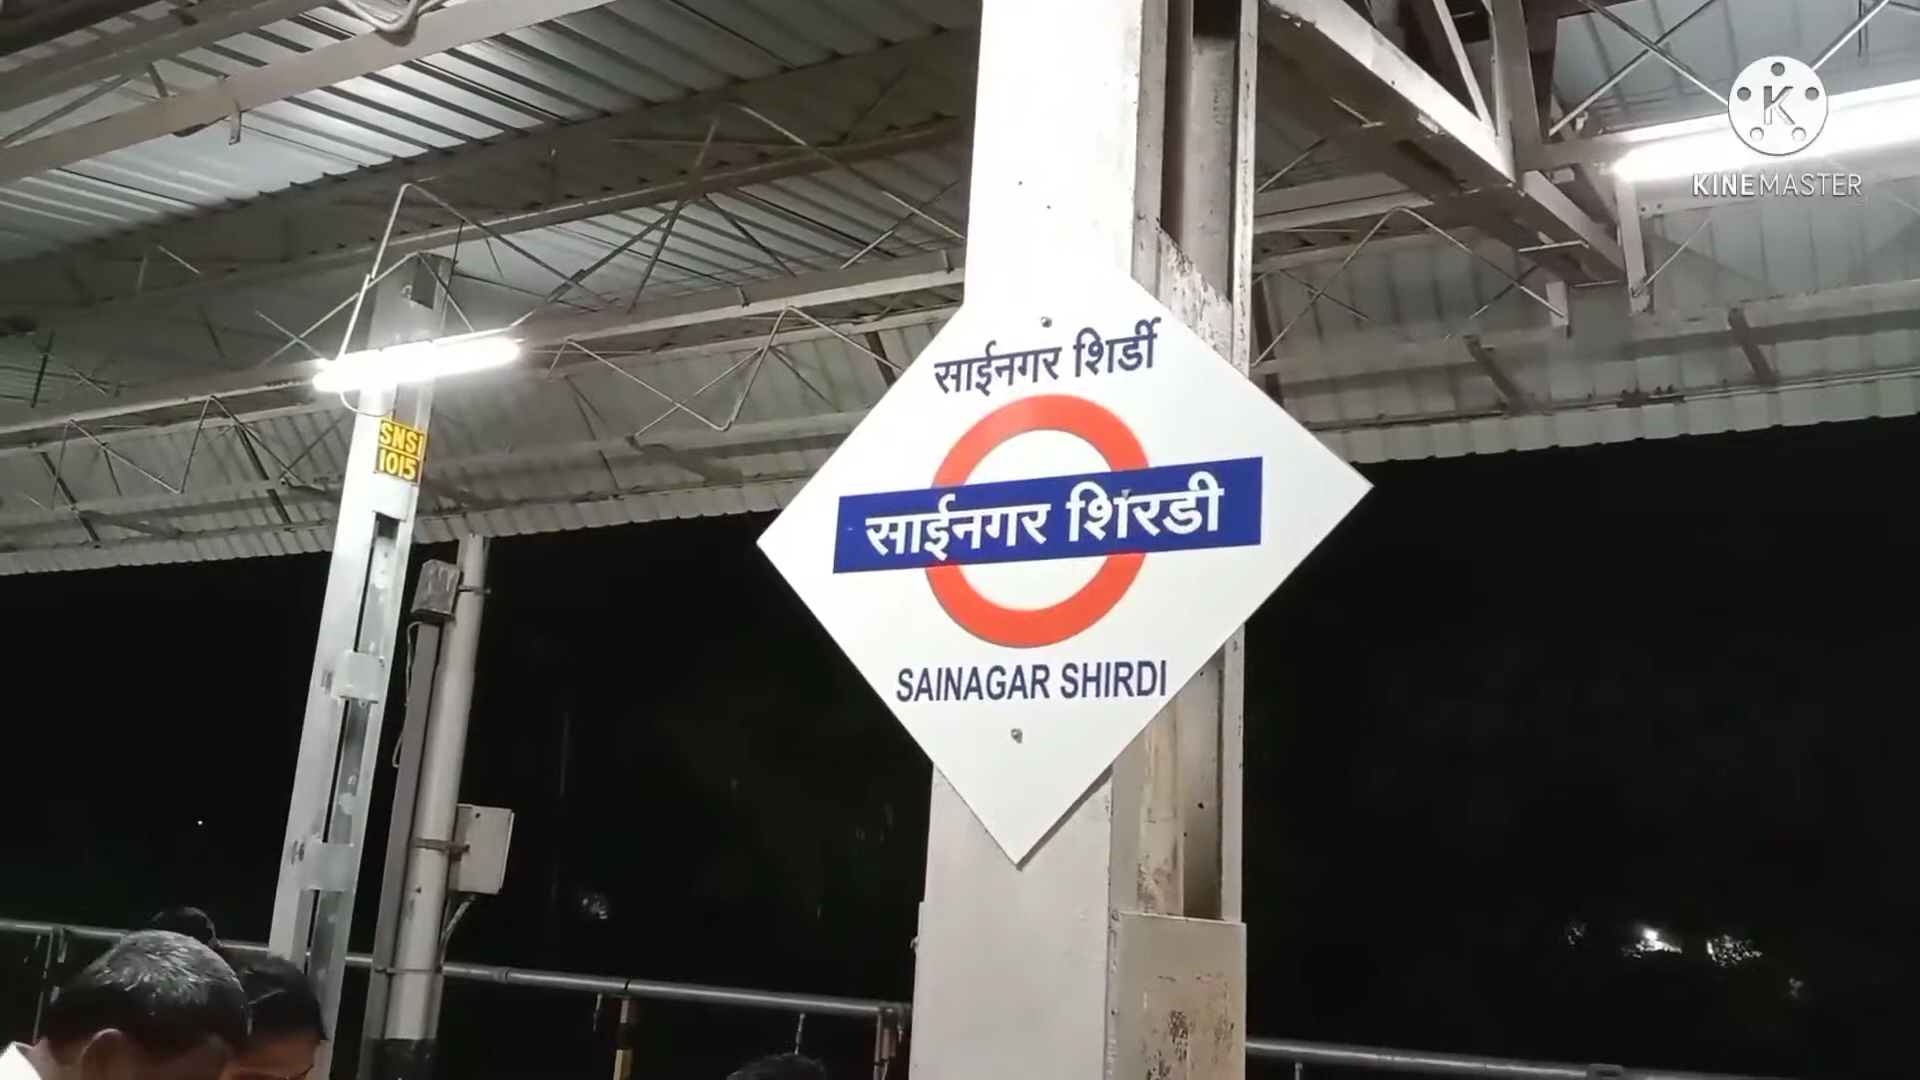 K
KINEMASTER
साईनगर शिर्डी
SNSI
1015
साईनगर शिरडी
SAINAGAR SHIRDI